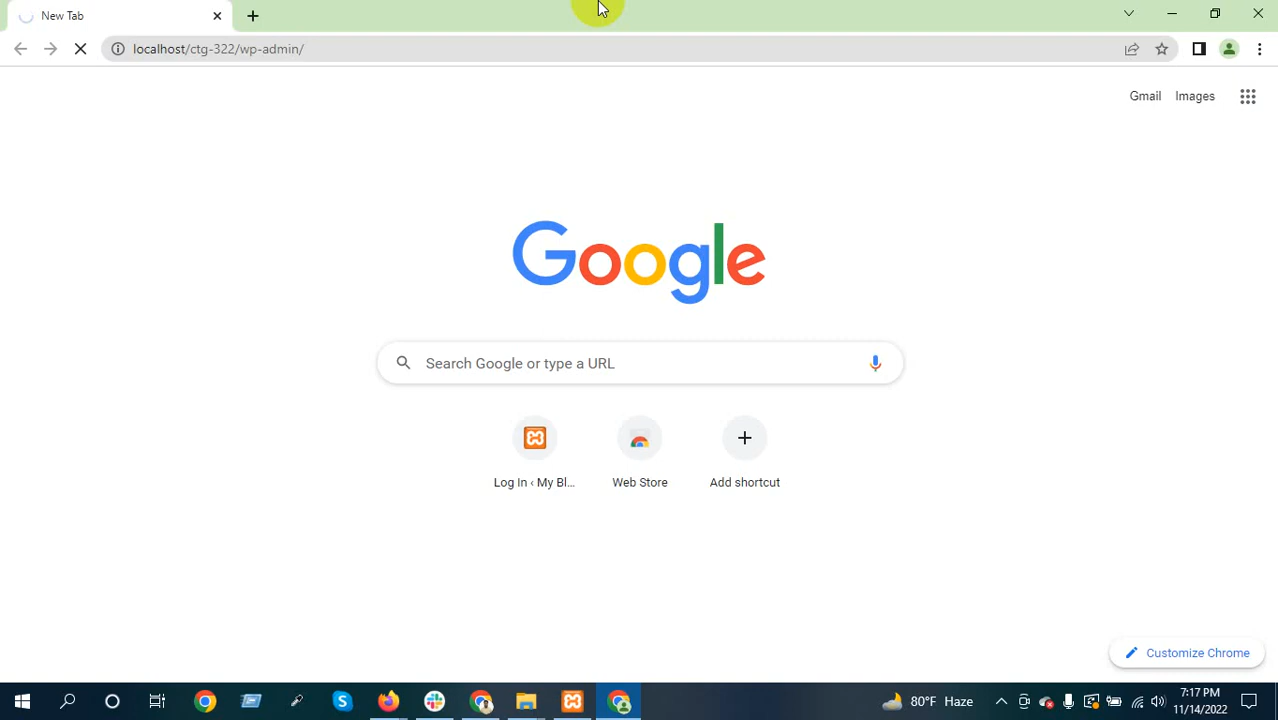 New Tab
localhost/ctg-322/wp-admin/
Gmail Images
Google
Search Google or type a URL
Log In ‹ My Bl... Web Store Add shortcut
Customize Chrome
80°F Haze
7:17 PM
11/14/2022